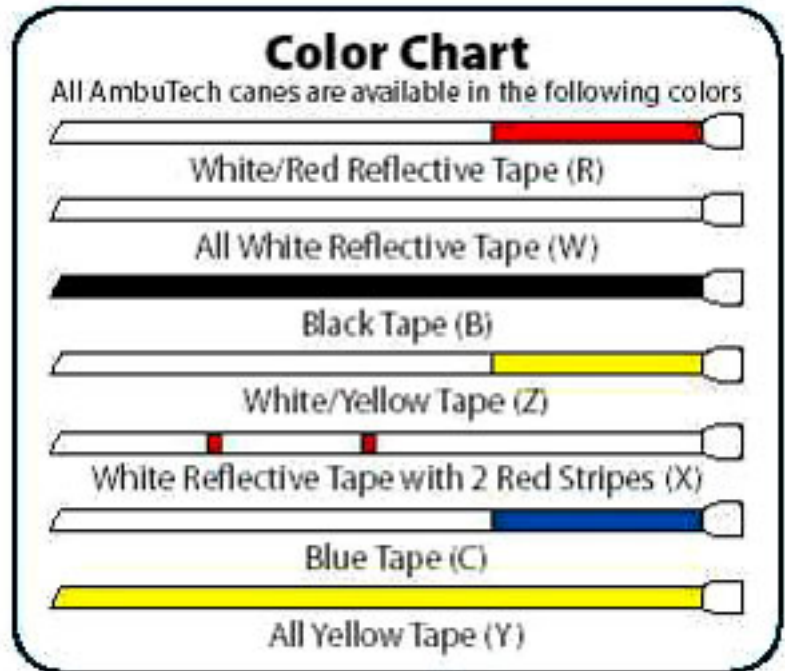 Color Chart
All AmbuTech canes are available in the following colors
White/Red Reflective Tape (R)
All White Reflective Tape (W)
Black Tape (B)
White/Yellow Tape (Z)
White Reflective Tape with 2 Red Stripes (X)
Blue Tape (C)
All Yellow Tape (Y)